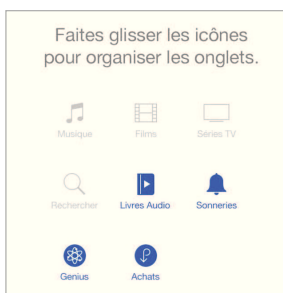 Faites glisser les icônes
pour organiser les onglets.
Musique Films Séries TV
Rechercher Livres Audio Sonneries
Genius Achats